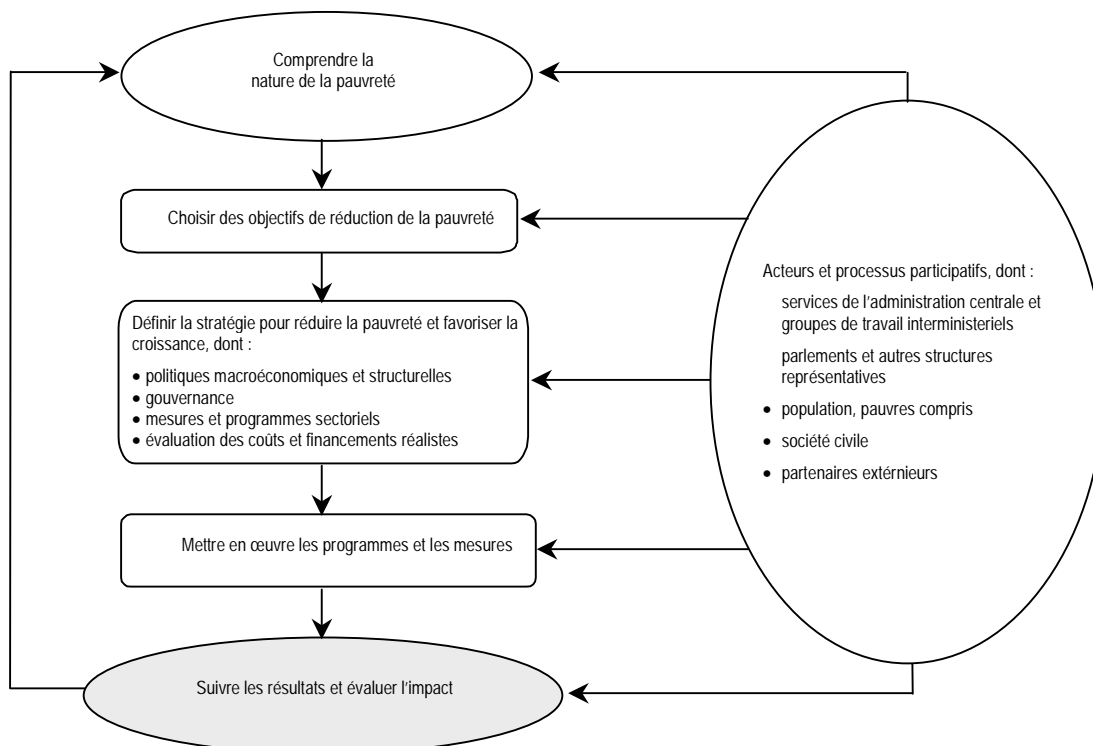 Comprendre la
nature de la pauvreté
Choisir des objectifs de réduction de la pauvreté
Définir la stratégie pour réduire la pauvreté et favoriser la
croissance, dont :
• politiques macroéconomiques et structurelles
• gouvernance
• mesures et programmes sectoriels
• évaluation des coûts et financements réalistes
Mettre en œuvre les programmes et les mesures
Suivre les résultats et évaluer l'impact
Acteurs et processus participatifs, dont :
services de l'administration centrale et
groupes de travail interministeriels
parlements et autres structures
représentatives
• population, pauvres compris
• société civile
• partenaires extérnieurs